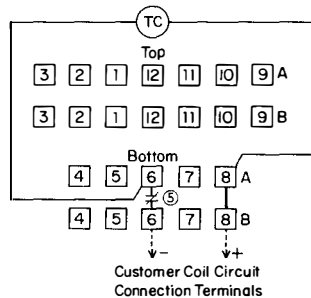 TC
Top
3 2 1 12 11 10 9 A
3 2 1 12 11 10 9 B
Bottom
4 5 6 7 8 A
5
4 5 6 7 8 B
- +
Customer Coil Circuit
Connection Terminals